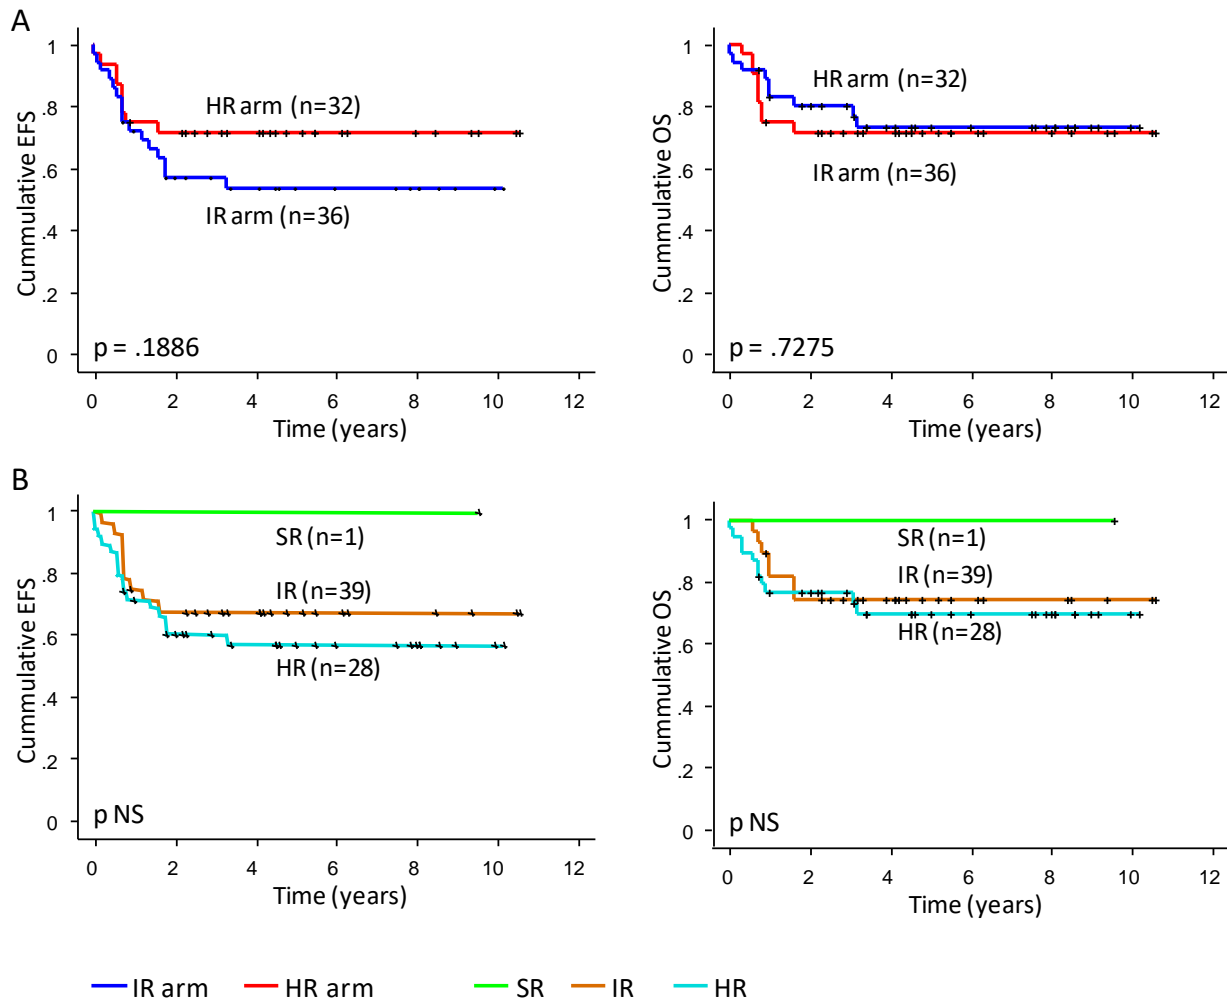 A
Cummulative EFS
1
.8
.6
.4
.2
0
HR arm (n=32)
IR arm (n=36)
p = .1886
0 2 4 6 8 10 12
Time (years)
Cummulative OS
1
.8
.6
.4
.2
0
HR arm (n=32)
IR arm (n=36)
p = .7275
0 2 4 6 8 10 12
Time (years)
B
Cummulative EFS
1
.8
.6
.4
.2
0
SR (n=1)
IR (n=39)
HR (n=28)
p NS
0 2 4 6 8 10 12
Time (years)
Cummulative OS
1
.8
.6
.4
.2
0
SR (n=1)
IR (n=39)
HR (n=28)
p NS
0 2 4 6 8 10 12
Time (years)
IR arm HR arm SR IR HR